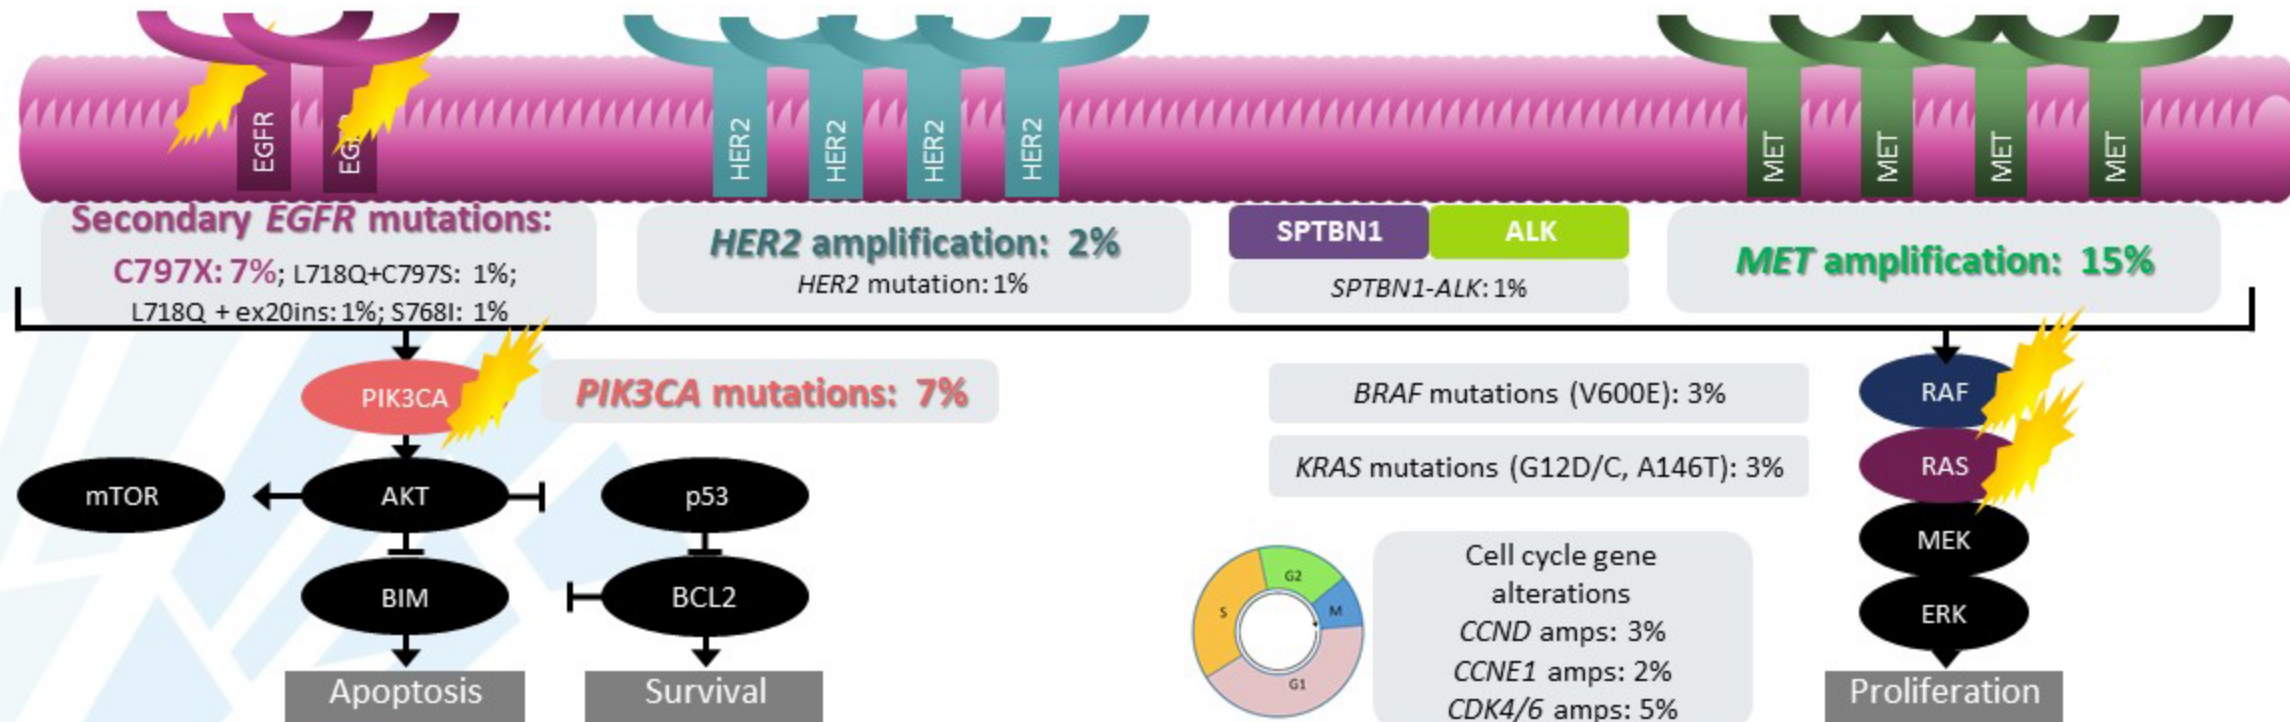 EGFR
EGFR
HER2
HER2
HER2
HER2
MET
MET
MET
MET
Secondary EGFR mutations:
C797X: 7%; L718Q+C797S: 1%;
L718Q + ex20ins: 1%; S768I: 1%
HER2 amplification: 2%
HER2 mutation: 1%
SPTBN1
ALK
SPTBN1-ALK: 1%
MET amplification: 15%
PIK3CA
PIK3CA mutations: 7%
BRAF mutations (V600E): 3%
RAF
KRAS mutations (G12D/C, A146T): 3%
RAS
mTOR
AKT
p53
MEK
BIM
BCL2
ERK
G2
S
M
G1
Cell cycle gene
alterations
CCND amps: 3%
CCNE1 amps: 2%
CDK4/6 amps: 5%
Apoptosis
Survival
Proliferation